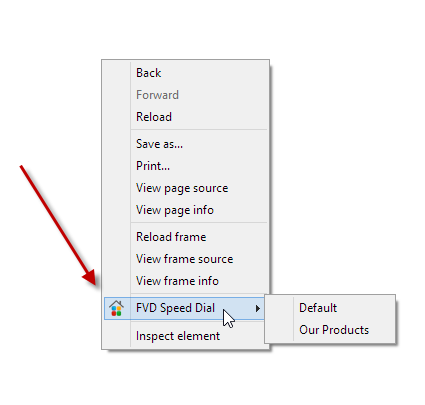 Back
Forward
Reload
Save as...
Print...
View page source
View page info
Reload frame
View frame source
View frame info
FVD Speed Dial
Default
Our Products
Inspect element